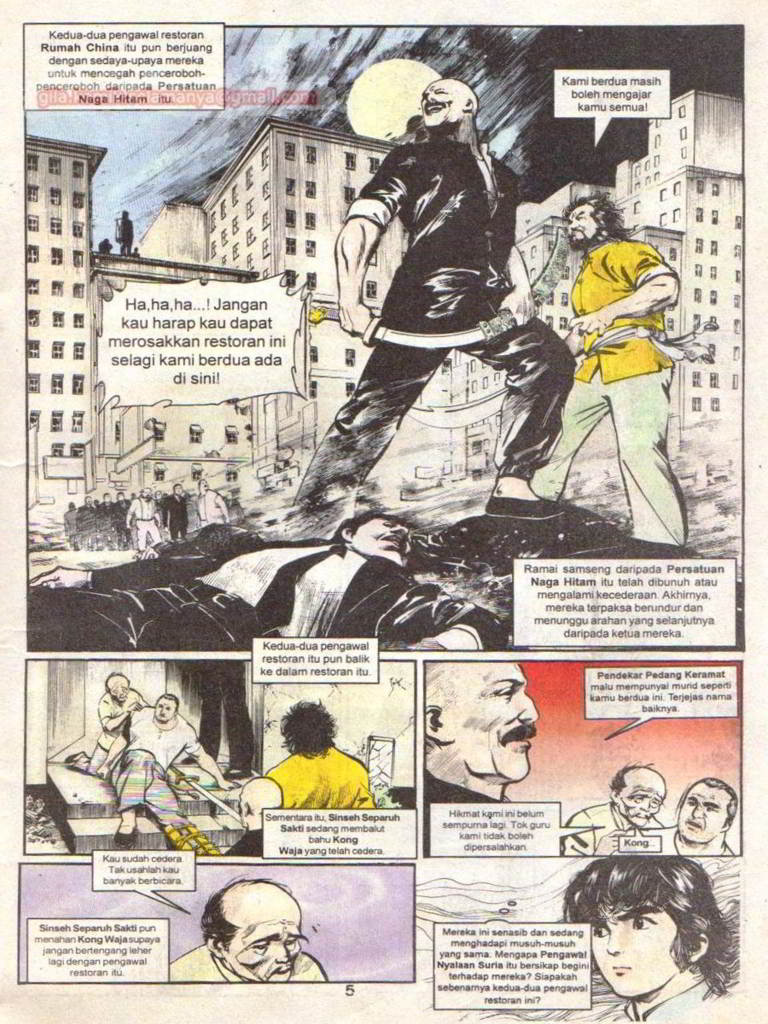 Kedua-dua pengawal restoran
Rumah China itu pun berjuang
dengan sedaya-upaya mereka
untuk mencegah penceroboh-
penceroboh daripada Persatuan
Naga Hitam itu.
Kami berdua masih
boleh mengajar
kamu semua!
Ha,ha,ha...! Jangan
kau harap kau dapat
merosakkan restoran ini
selagi kami berdua ada
di sini!
Ramai samseng daripada Persatuan
Naga Hitam itu telah dibunuh atau
mengalami kecederaan. Akhirnya,
mereka terpaksa berundur dan
menunggu arahan yang selanjutnya
daripada ketua mereka.
Kedua-dua pengawal
restoran itu pun balik
ke dalam restoran itu.
Sementara itu, Sinseh Separuh
Sakti sedang membalut
bahu Kong
Waja yang telah cedera.
Pendekar Pedang Keramat
malu mempunyai murid seperti
kamu berdua ini. Terjejas nama
baiknya.
Hikmat kami ini belum
sempurna lagi. Tok guru
kami tidak boleh
dipersalahkan.
Kong...
Kau sudah cedera.
Tak usahlah kau
banyak berbicara.
Sinseh Separuh Sakti pun
menahan Kong Waja supaya
jangan bertengang leher
lagi dengan pengawal
restoran itu.
Mereka ini senasib dan sedang
menghadapi musuh-musuh
yang sama. Mengapa Pengawal
Nyalaan Suria itu bersikap begini
terhadap mereka? Siapakah
sebenarnya kedua-dua pengawal
restoran ini?
5